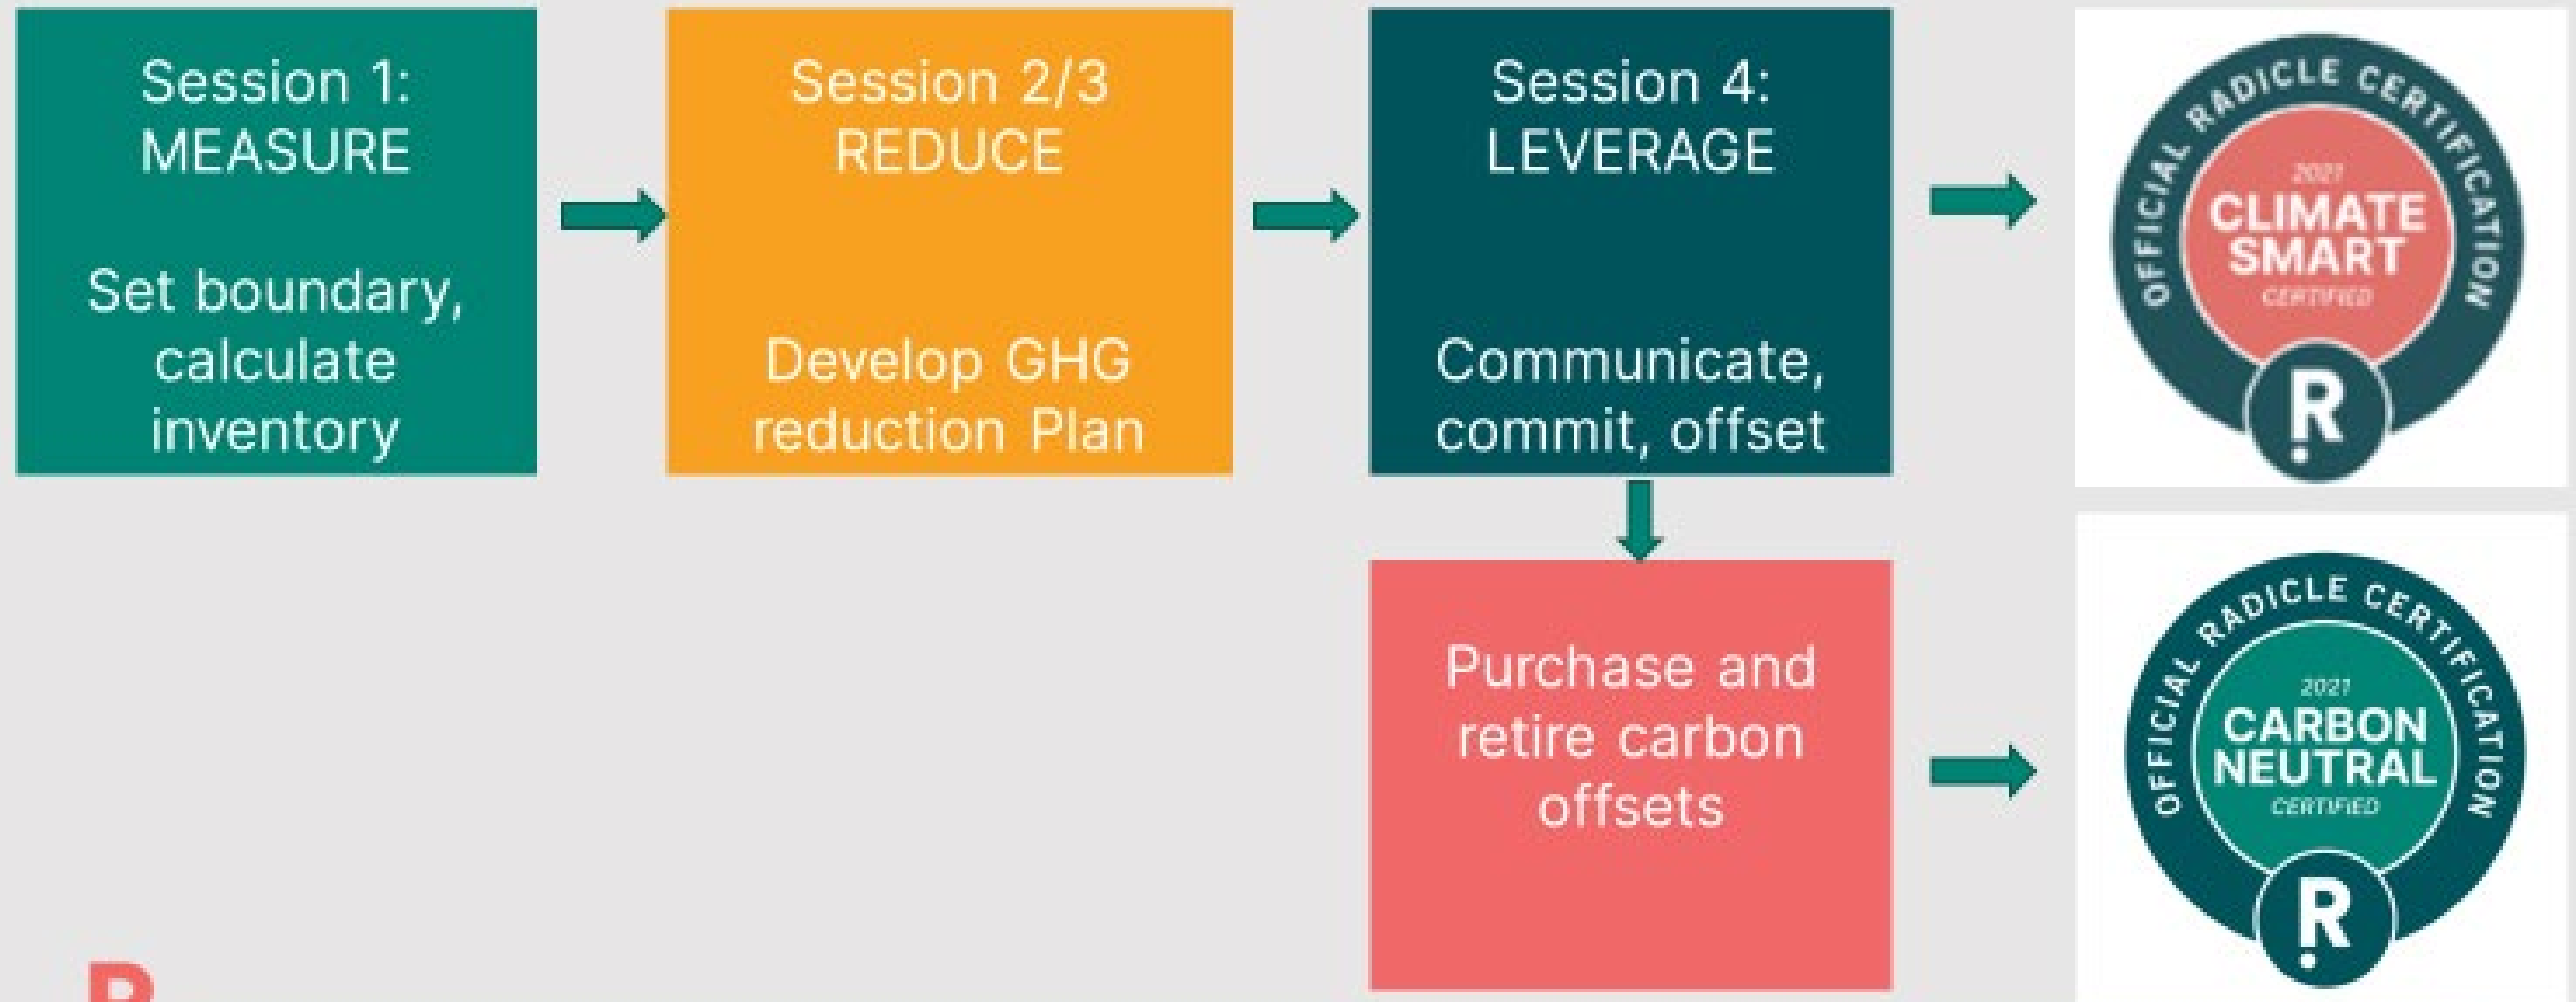 Session 1:
MEASURE
Set boundary,
calculate
inventory
Session 2/3
REDUCE
Develop GHG
reduction Plan
Session 4:
LEVERAGE
Communicate,
commit, offset
OFFICIAL RADICLE CERTIFICATION
2021
CLIMATE
SMART
CERTIFIED
R
Purchase and
retire carbon
offsets
OFFICIAL RADICLE CERTIFICATION
2021
CARBON
NEUTRAL
CERTIFIED
R
R